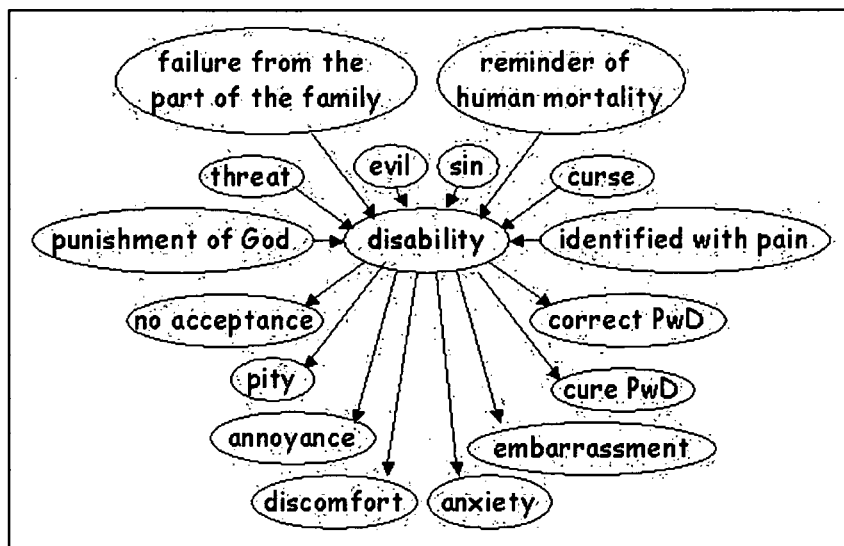 failure from the
part of the family
reminder of
human mortality
evil
sin
threat
curse
punishment of God
disability
identified with pain
no acceptance
correct PwD
pity
cure PwD
annoyance
embarrassment
discomfort
anxiety